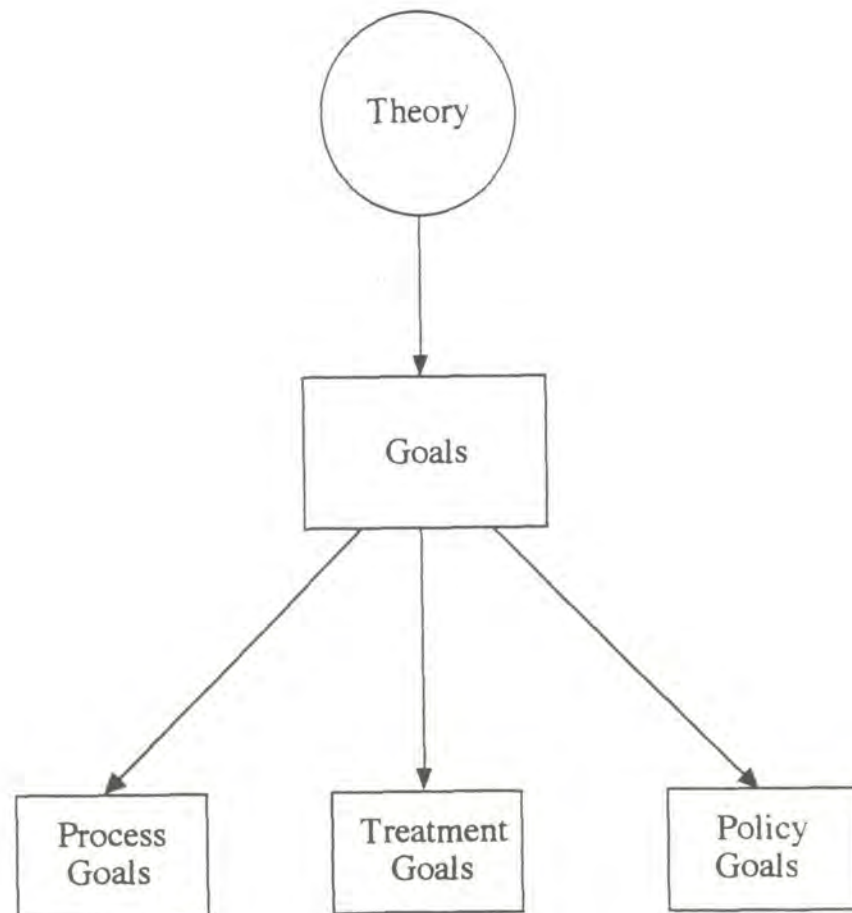 Theory
Goals
Process
Goals
Treatment
Goals
Policy
Goals